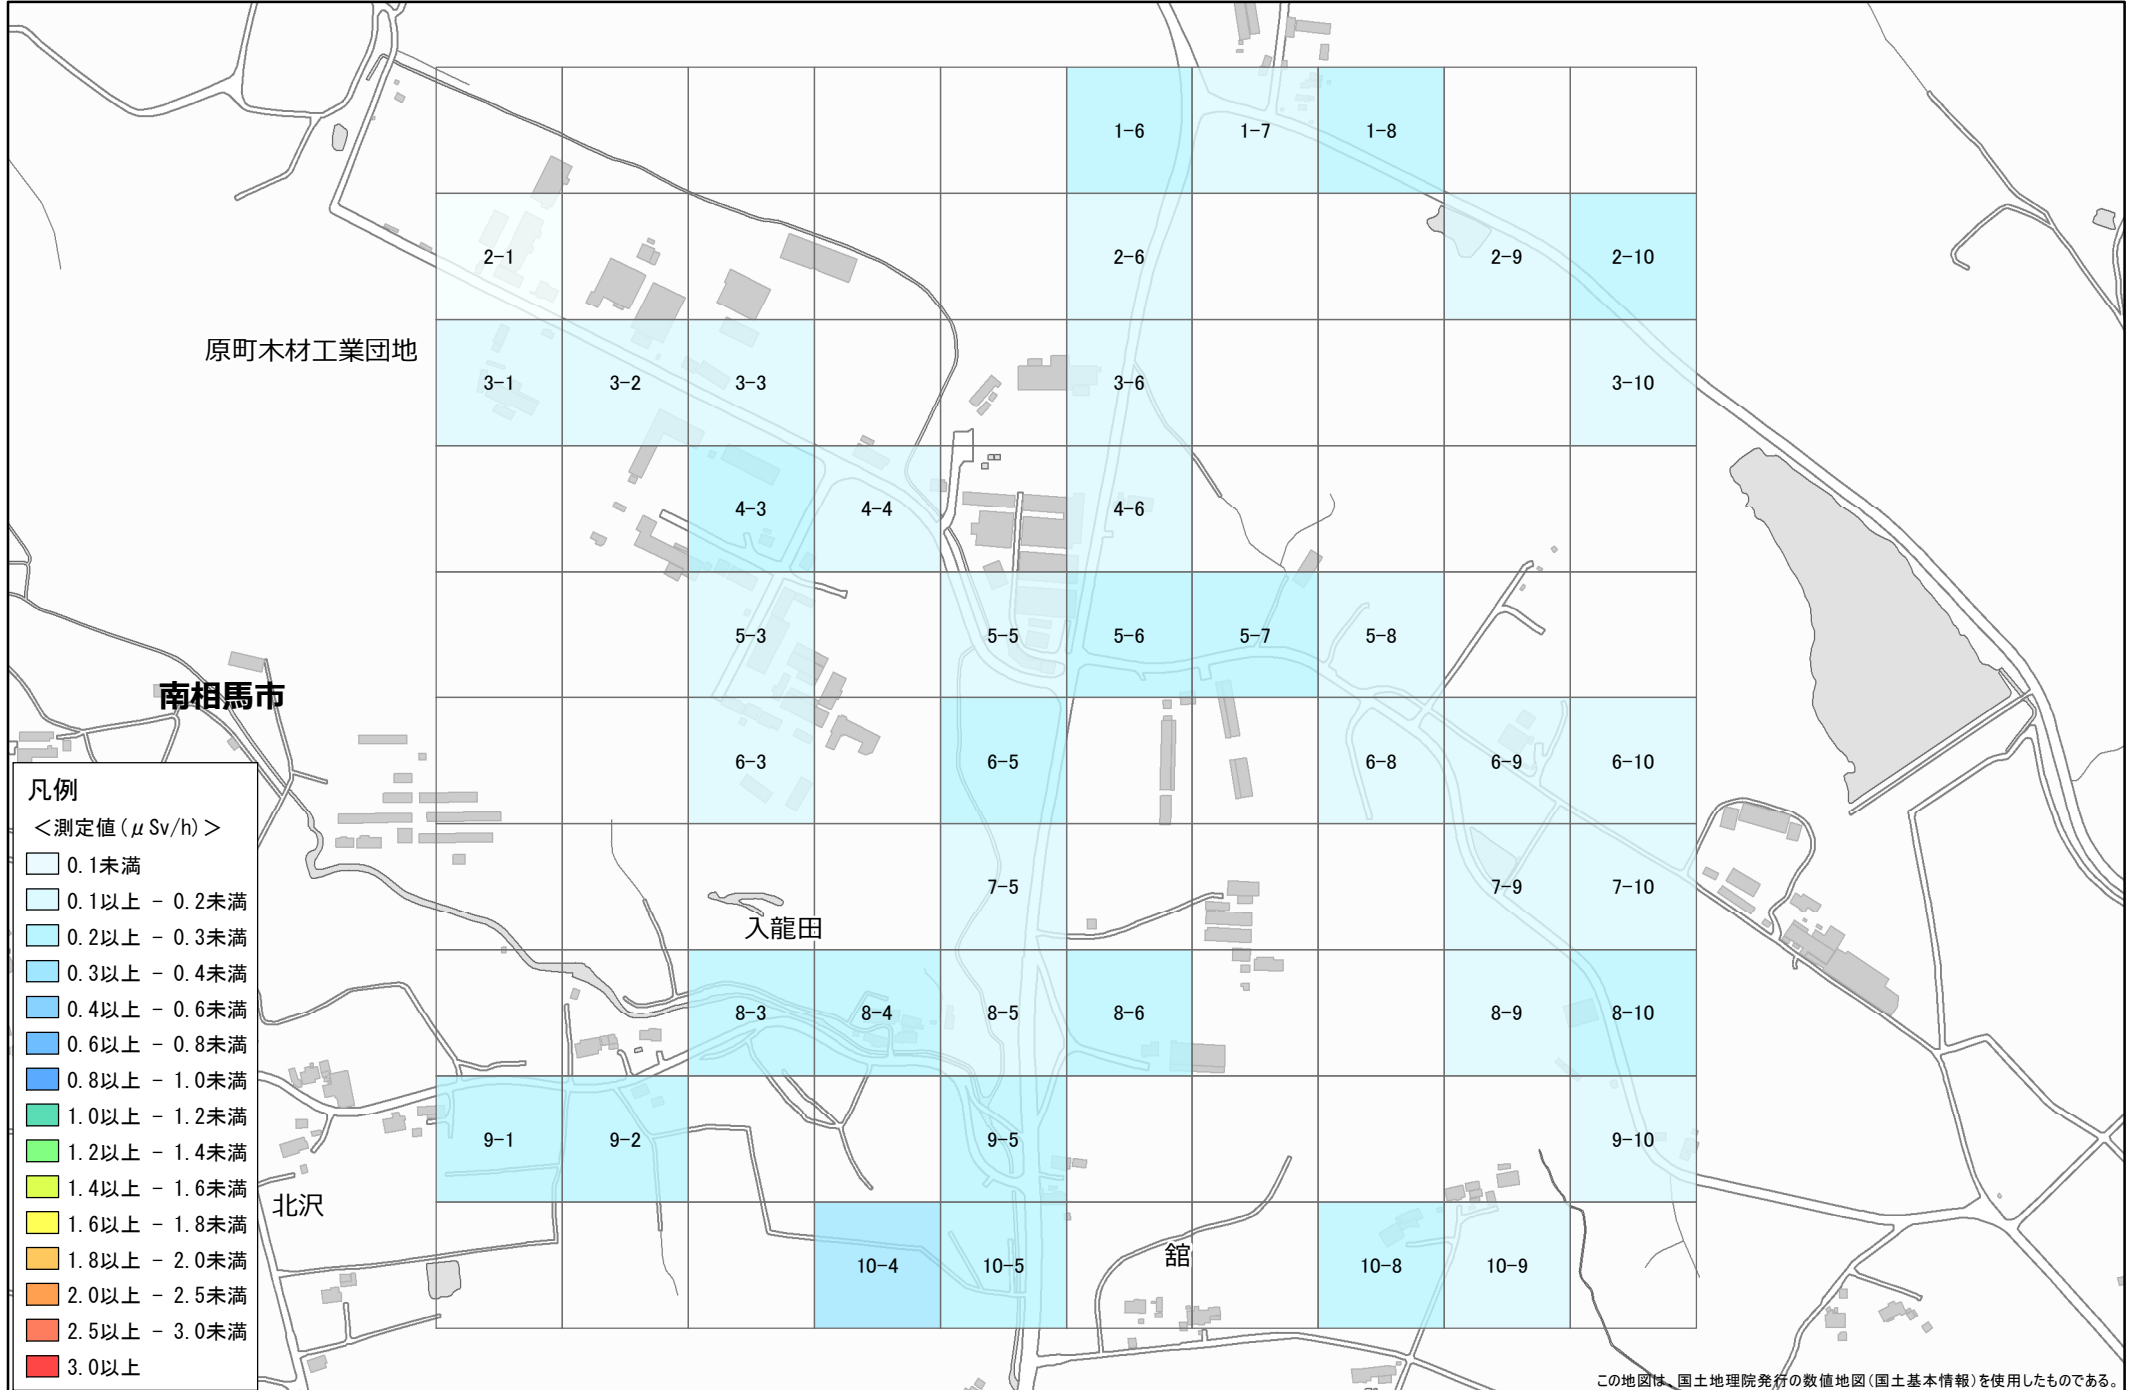 1-6
1-7
1-8
2-1
2-6
2-9
2-10
原町木材工業団地
3-1
3-2
3-3
3-6
3-10
4-3
4-4
4-6
5-3
5-5
5-6
5-7
5-8
南相馬市
6-3
6-5
6-8
6-9
6-10
7-5
7-9
7-10
入龍田
8-3
8-4
8-5
8-6
8-9
8-10
9-1
9-2
9-5
9-10
北沢
10-4
10-5
舘
10-8
10-9
凡例
＜測定値(μSv/h)＞
0.1未満
0.1以上 - 0.2未満
0.2以上 - 0.3未満
0.3以上 - 0.4未満
0.4以上 - 0.6未満
0.6以上 - 0.8未満
0.8以上 - 1.0未満
1.0以上 - 1.2未満
1.2以上 - 1.4未満
1.4以上 - 1.6未満
1.6以上 - 1.8未満
1.8以上 - 2.0未満
2.0以上 - 2.5未満
2.5以上 - 3.0未満
3.0以上
この地図は、国土地理院発行の数値地図(国土基本情報)を使用したものである。